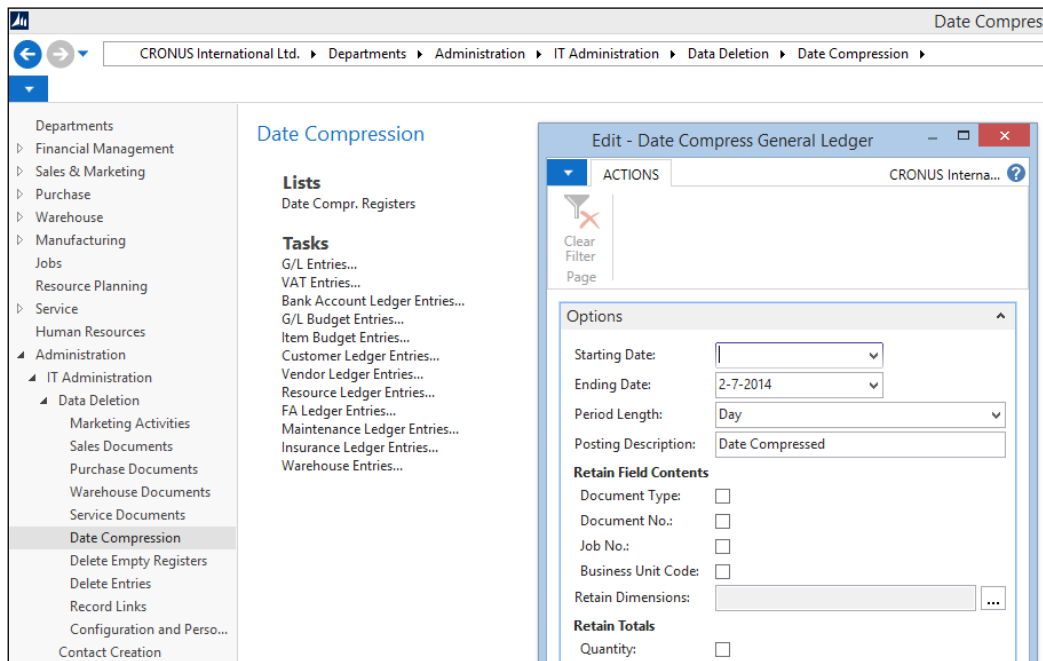 Date Compres
CRONUS International Ltd. Departments Administration IT Administration Data Deletion Date Compression
Departments
Financial Management
Sales & Marketing
Purchase
Warehouse
Manufacturing
Jobs
Resource Planning
Service
Human Resources
Administration
IT Administration
Data Deletion
Marketing Activities
Sales Documents
Purchase Documents
Warehouse Documents
Service Documents
Date Compression
Delete Empty Registers
Delete Entries
Record Links
Configuration and Perso...
Contact Creation
Date Compression
Lists
Date Compr. Registers
Tasks
G/L Entries...
VAT Entries...
Bank Account Ledger Entries...
G/L Budget Entries...
Item Budget Entries...
Customer Ledger Entries...
Vendor Ledger Entries...
Resource Ledger Entries...
FA Ledger Entries...
Maintenance Ledger Entries...
Insurance Ledger Entries...
Warehouse Entries...
Edit - Date Compress General Ledger
ACTIONS CRONUS Interna... ?
Clear
Filter
Page
Options
Starting Date:
Ending Date: 2-7-2014
Period Length: Day
Posting Description: Date Compressed
Retain Field Contents
Document Type:
Document No.:
Job No.:
Business Unit Code:
Retain Dimensions: ...
Retain Totals
Quantity: